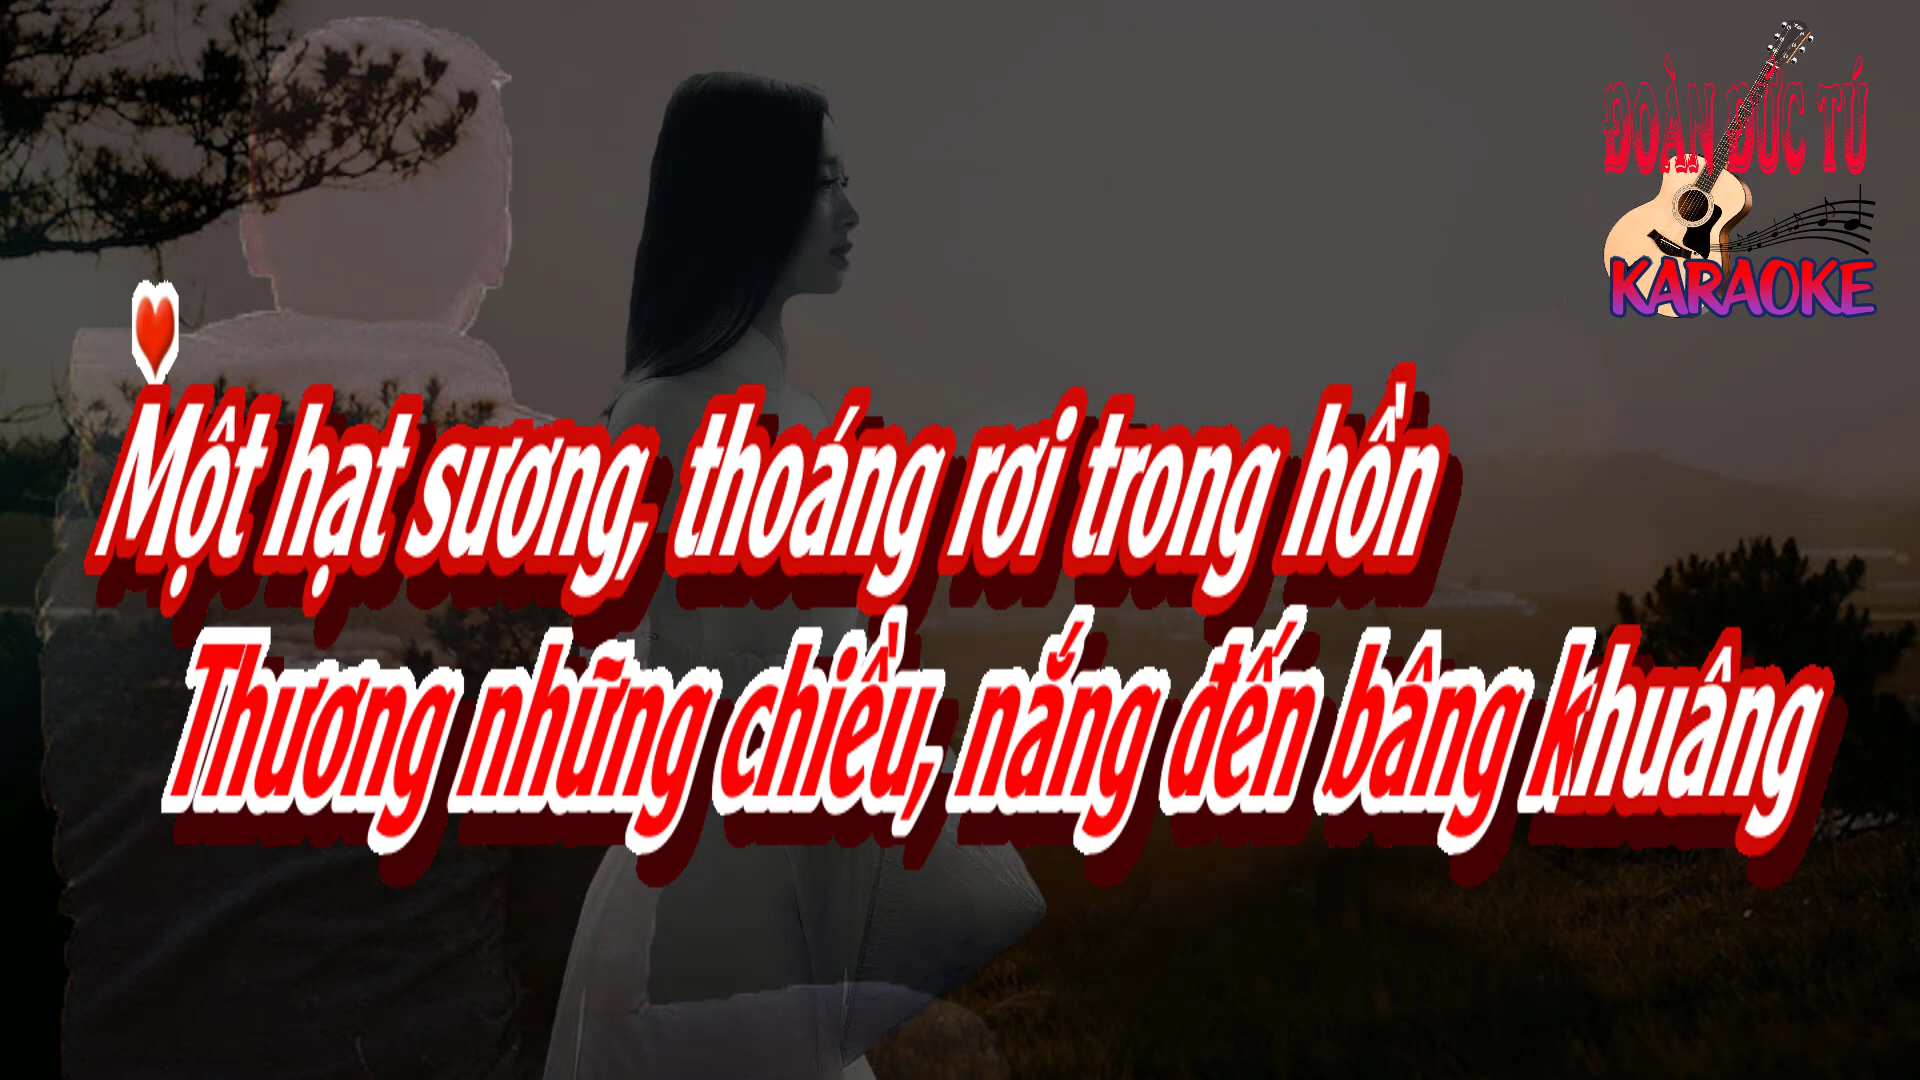 ĐOÀN ĐỨC TÚ
KARAOKE
Một hạt sương, thoáng rơi trong hồn
Thương những chiều, nắng đến bâng khuâng